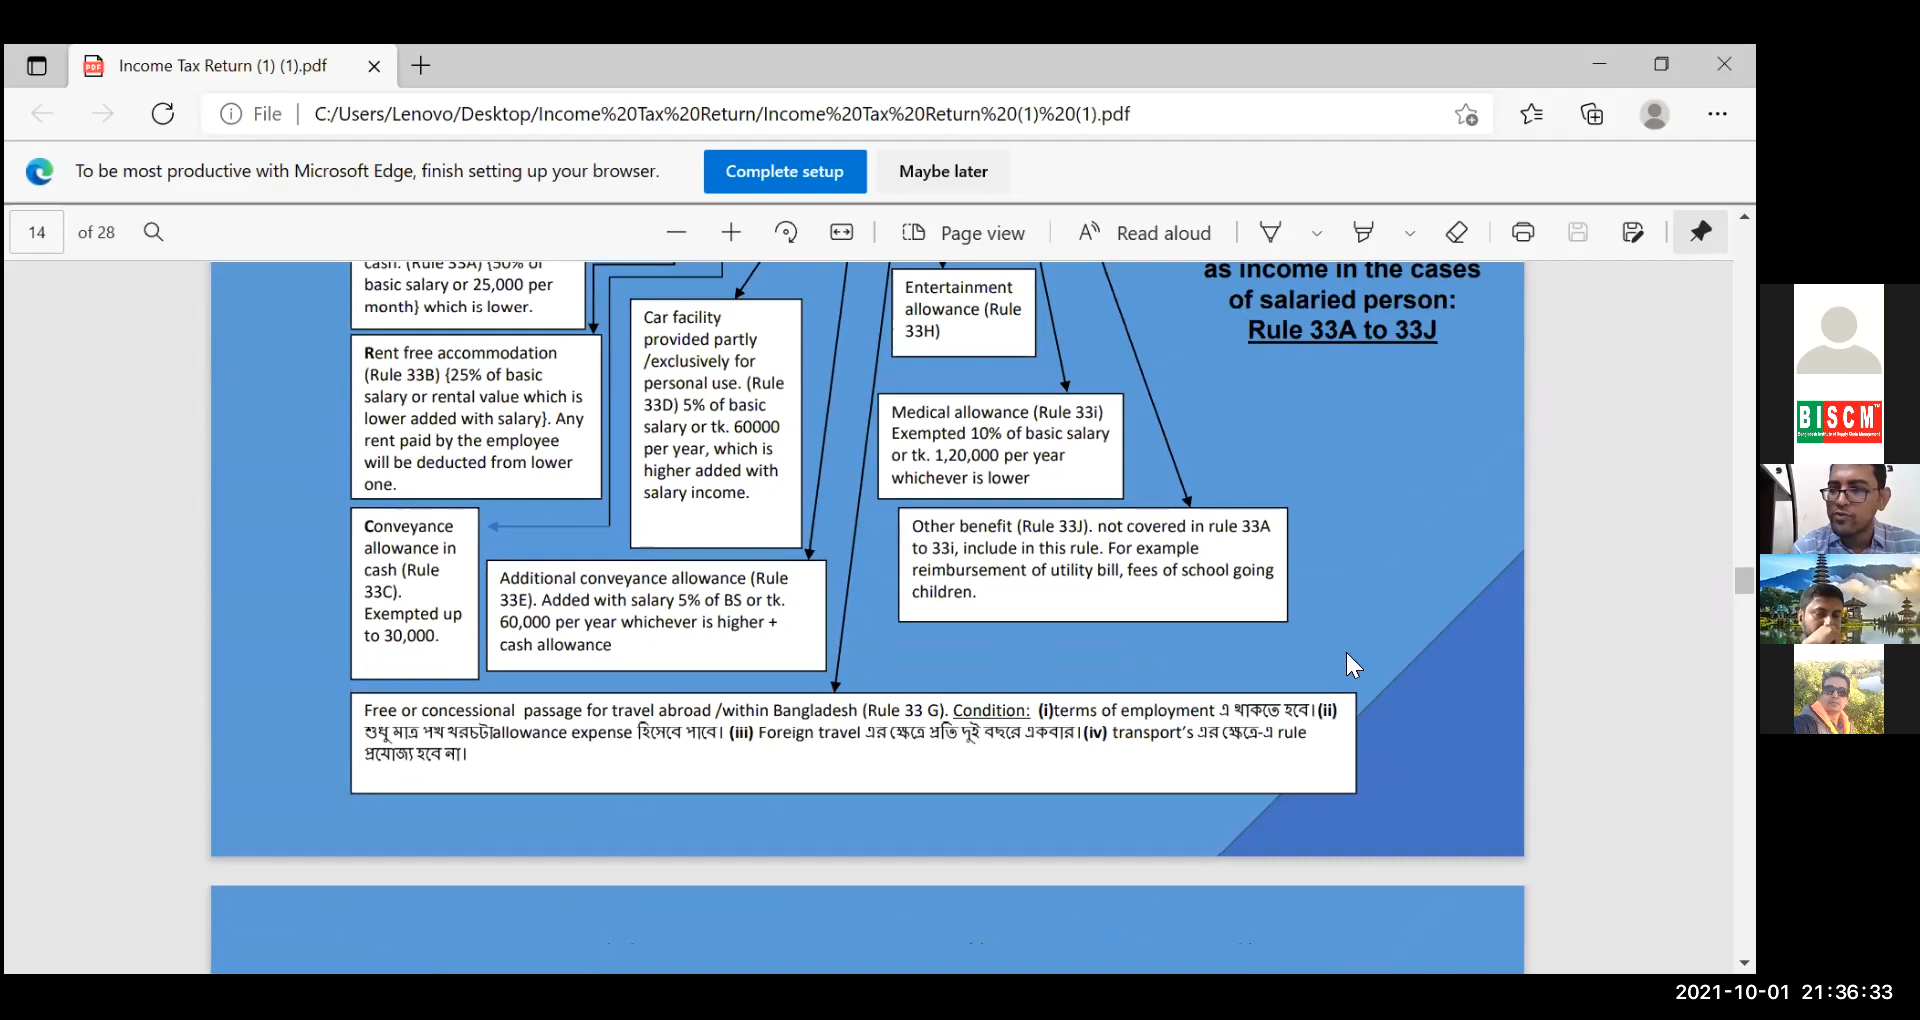 Income Tax Return (1) (1).pdf
File
C:/Users/Lenovo/Desktop/Income%20Tax%20Return/Income%20Tax%20Return%20(1)%20(1).pdf
To be most productive with Microsoft Edge, finish setting up your browser.
Complete setup
Maybe later
14 of 28
Page view
Read aloud
cash. (Rule 33A) {50% of
basic salary or 25,000 per
month} which is lower.
Rent free accommodation
(Rule 33B) {25% of basic
salary or rental value which is
lower added with salary}. Any
rent paid by the employee
will be deducted from lower
one.
Conveyance
allowance in
cash (Rule
33C).
Exempted up
to 30,000.
Car facility
provided partly
/exclusively for
personal use. (Rule
33D) 5% of basic
salary or tk. 60000
per year, which is
higher added with
salary income.
Additional conveyance allowance (Rule
33E). Added with salary 5% of BS or tk.
60,000 per year whichever is higher +
cash allowance
Entertainment
allowance (Rule
33H)
Medical allowance (Rule 33i)
Exempted 10% of basic salary
or tk. 1,20,000 per year
whichever is lower
Other benefit (Rule 33J). not covered in rule 33A
to 33i, include in this rule. For example
reimbursement of utility bill, fees of school going
children.
as income in the cases
of salaried person:
Rule 33A to 33J
Free or concessional passage for travel abroad /within Bangladesh (Rule 33 G). Condition: (i)terms of employment এ থাকতে হবে। (ii)
শুধু মাত্র পথ খরচটাallowance expense হিসেবে পাবে। (iii) Foreign travel এর ক্ষেত্রে প্রতি দুই বছরে একবার। (iv) transport’s এর ক্ষেত্রে-এ rule
প্রযোজ্য হবে না।
BISCM
2021-10-01 21:36:33